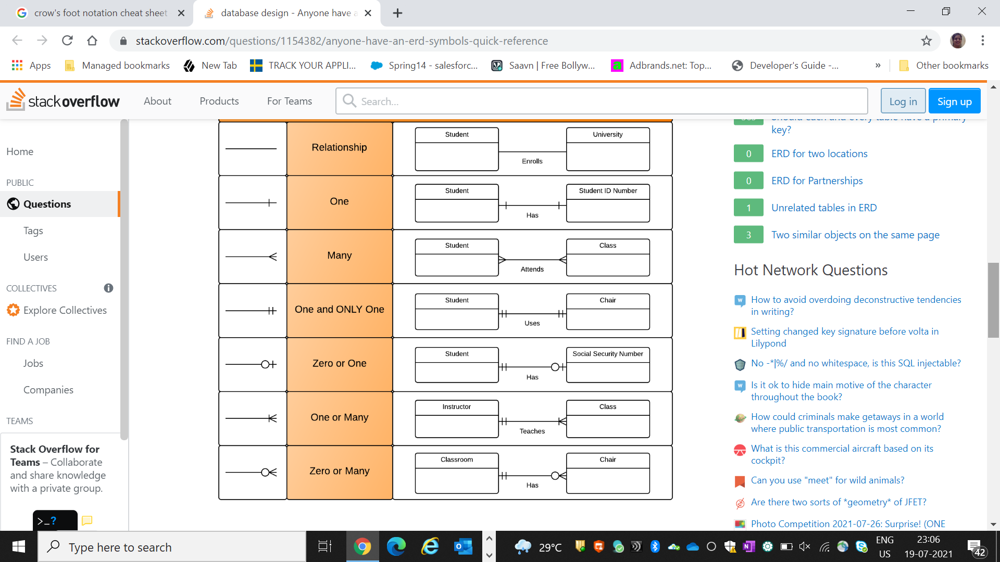 crow's foot notation cheat sheet
database design - Anyone have a
stackoverflow.com/questions/1154382/anyone-have-an-erd-symbols-quick-reference
Apps
Managed bookmarks
New Tab
TRACK YOUR APPLI...
Spring14 - salesforc...
Saavn | Free Bollyw...
Adbrands.net: Top...
Developer's Guide -...
»
Other bookmarks
stackoverflow
About
Products
For Teams
Search...
Log in
Sign up
Home
PUBLIC
Questions
Tags
Users
COLLECTIVES
Explore Collectives
FIND A JOB
Jobs
Companies
TEAMS
Stack Overflow for
Teams – Collaborate
and share knowledge
with a private group.
>_?
Relationship
Student
University
Enrolls
One
Student
Student ID Number
Has
Many
Student
Class
Attends
One and ONLY One
Student
Chair
Uses
Zero or One
Student
Social Security Number
Has
One or Many
Instructor
Class
Teaches
Zero or Many
Classroom
Chair
Has
Should each and every table have a primary
key?
0 ERD for two locations
0 ERD for Partnerships
1 Unrelated tables in ERD
3 Two similar objects on the same page
Hot Network Questions
How to avoid overdoing deconstructive tendencies
in writing?
Setting changed key signature before volta in
Lilypond
No -*|%/ and no whitespace, is this SQL injectable?
Is it ok to hide main motive of the character
throughout the book?
How could criminals make getaways in a world
where public transportation is most common?
What is this commercial aircraft based on its
cockpit?
Can you use "meet" for wild animals?
Are there two sorts of *geometry* of JFET?
Photo Competition 2021-07-26: Surprise! (ONE
Type here to search
29°C
ENG
US
23:06
19-07-2021
42